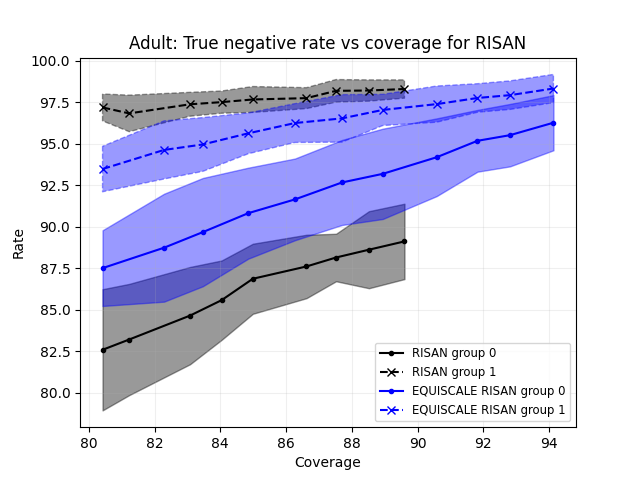 Adult: True negative rate vs coverage for RISAN
100.0
97.5
95.0
92.5
90.0
87.5
85.0
82.5
80.0
Rate
RISAN group 0
RISAN group 1
EQUISCALE RISAN group 0
EQUISCALE RISAN group 1
80 82 84 86 88 90 92 94
Coverage